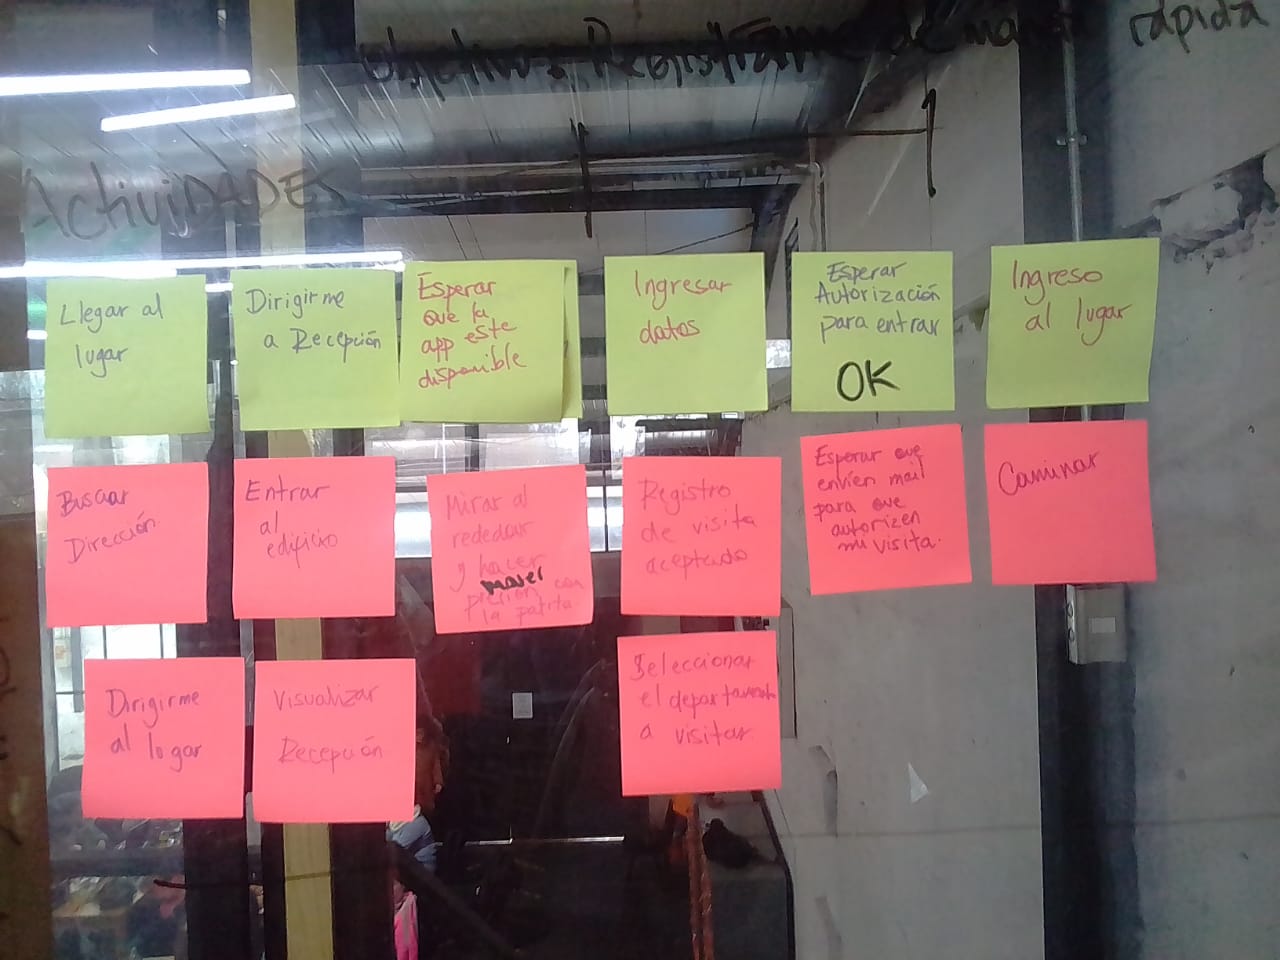 objetivo: Registrarme de manera rápida
ActiviDADES
Llegar al
lugar
Dirigirme
a Recepción
Esperar
que la
app este
disponible
Ingresar
datos
Esperar
Autorización
para entrar
OK
Ingreso
al lugar
Buscar
Dirección
Entrar
al
edificio
Mirar al
rededor
y hacer
mayer
presión con
la patita
Registro
de visita
aceptado
Esperar que
envíen mail
para que
autorizen
mi visita.
Caminar
Dirigirme
al lugar
Visualizar
Recepción
Seleccionar
el departamento
a visitar